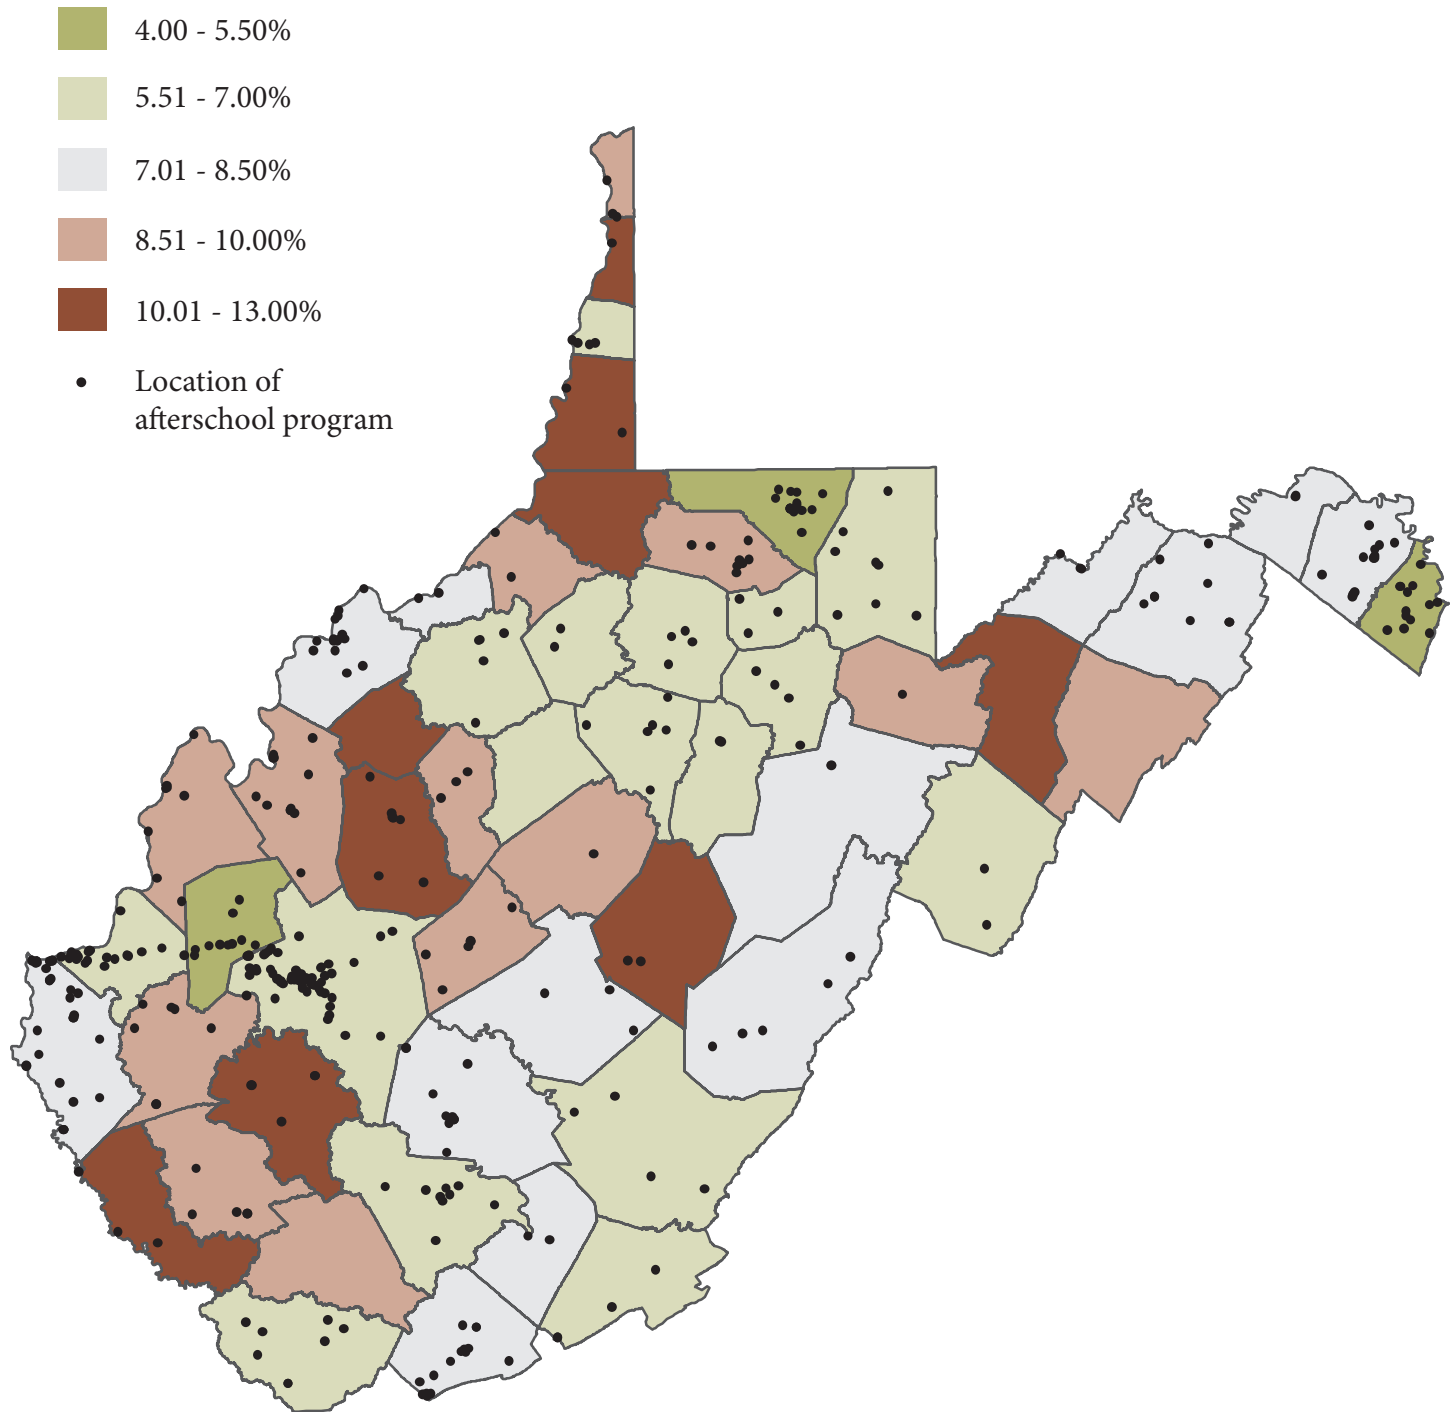 4.00 - 5.50%
5.51 - 7.00%
7.01 - 8.50%
8.51 - 10.00%
10.01 - 13.00%
Location of
afterschool program